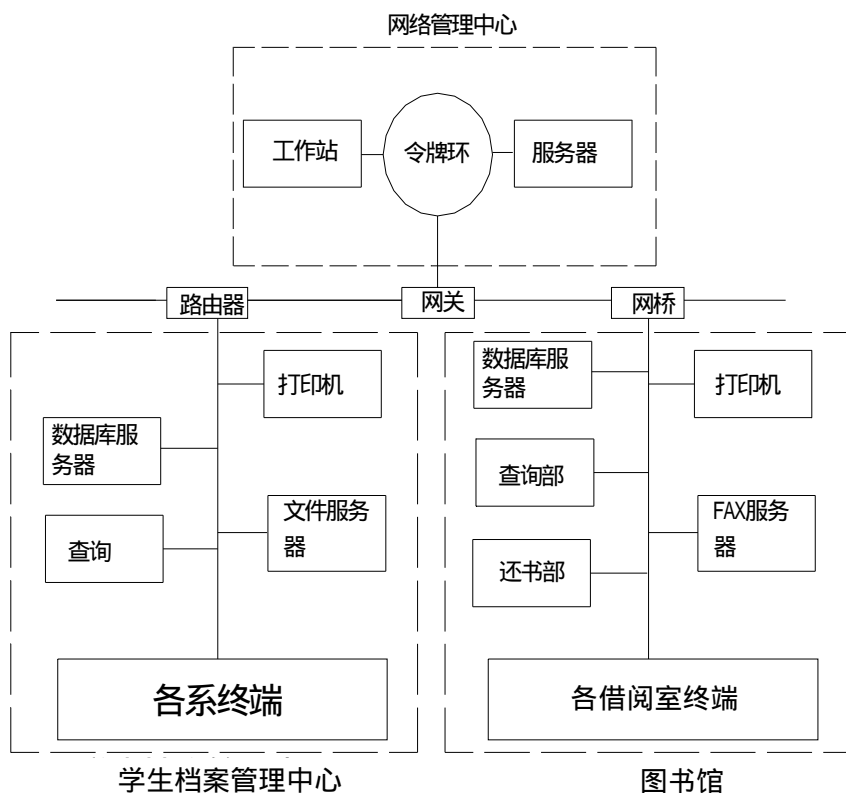 网络管理中心
工作站
令牌环
服务器
路由器
网关
网桥
打印机
数据库服
务器
文件服务
器
查询
各系终端
学生档案管理中心
数据库服
务器
打印机
查询部
FAX服务
器
还书部
各借阅室终端
图书馆